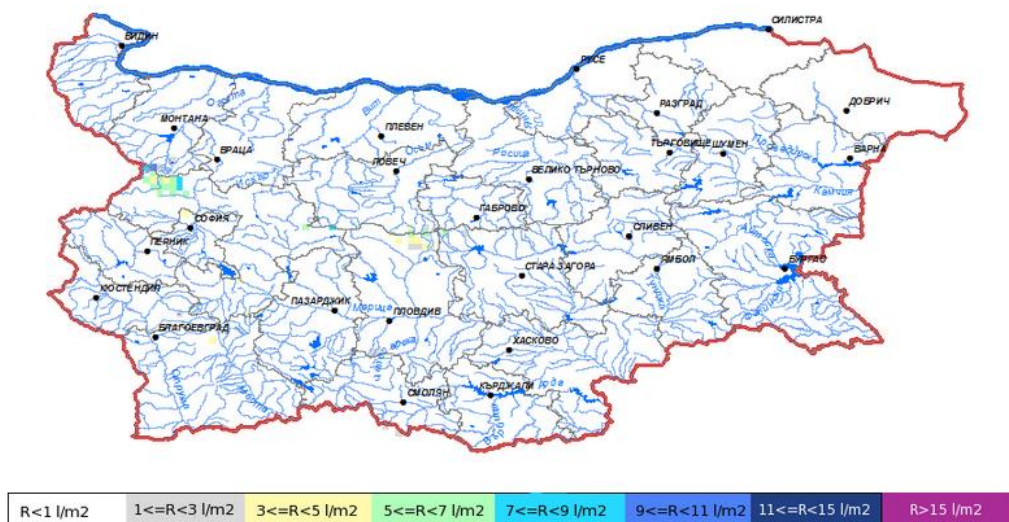 СИЛИСТРА
ВИДИН
РУСЕ
РАЗГРАД
ДОБРИЧ
МОНТАНА
ПЛЕВЕН
ВРАЦА
ЛОВЕЧ
Росица
ТЪРГОВИЩЕ
ШУМЕН
ВАРНА
ВЕЛИКО ТЪРНОВО
Камчия
ГАБРОВО
СОФИЯ
СЛИВЕН
ПЕРНИК
СТАРА ЗАГОРА
ЯМБОЛ
БУРГАС
КЮСТЕНДИЛ
ПАЗАРДЖИК
Марица
ПЛОВДИВ
БЛАГОЕВГРАД
ХАСКОВО
СМОЛЯН
КЪРДЖАЛИ
R<1 l/m2 1<=R<3 l/m2 3<=R<5 l/m2 5<=R<7 l/m2 7<=R<9 l/m2 9<=R<11 l/m2 11<=R<15 l/m2 R>15 l/m2